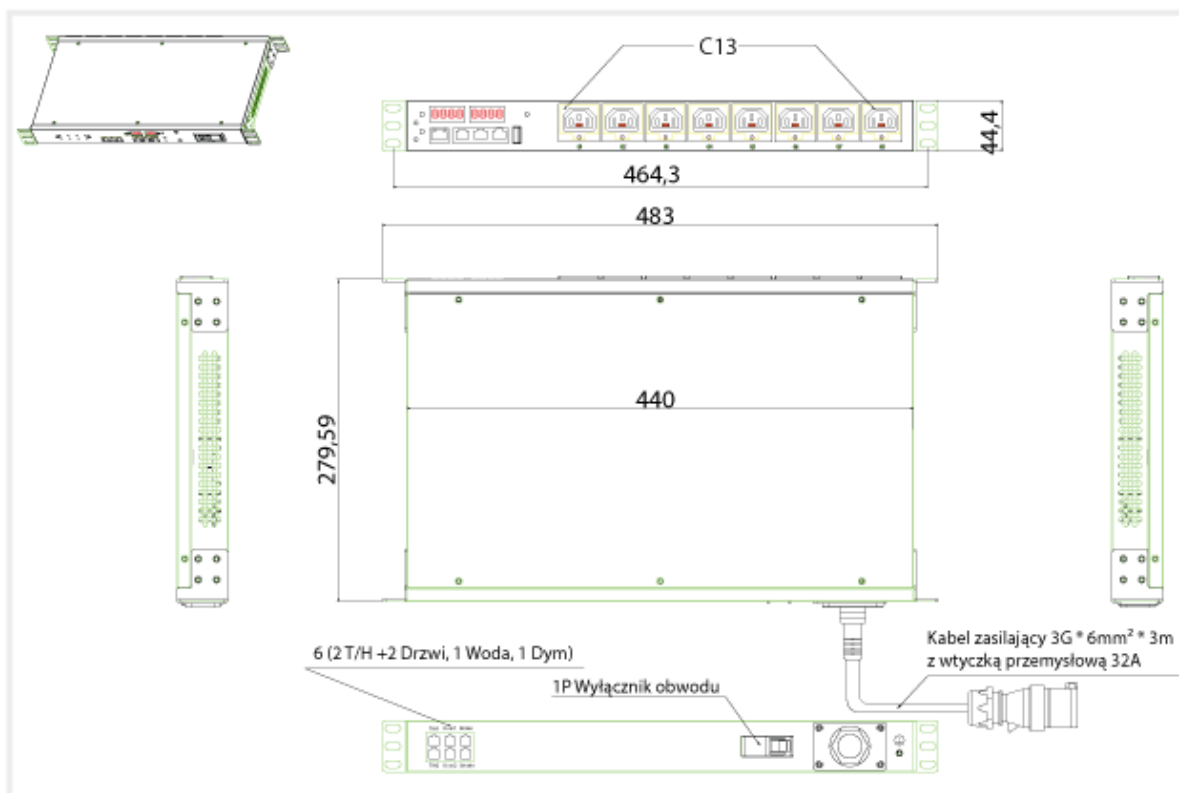 C13
44,4
464,3
483
279,59
440
6 (2 T/H +2 Drzwi, 1 Woda, 1 Dym)
1P Wyłącznik obwodu
Kabel zasilający 3G * 6mm² * 3m
z wtyczką przemysłową 32A